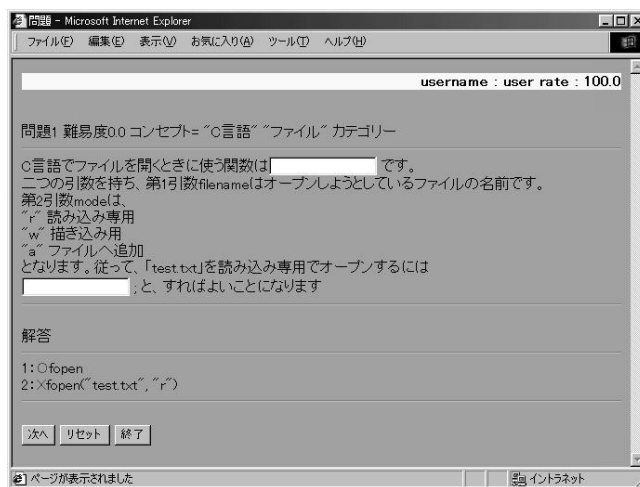 問題 - Microsoft Internet Explorer
ファイル(F) 編集(E) 表示(V) お気に入り(A) ツール(T) ヘルプ(H)
username : user rate : 100.0
問題1 難易度0.0 コンセプト= "C言語" "ファイル" カテゴリー
C言語でファイルを開くときに使う関数は です。
二つの引数を持ち、第1引数filenameはオープンしようとしているファイルの名前です。
第2引数modeは、
"r" 読み込み専用
"w" 描き込み用
"a" ファイルへ追加
となります。従って、「test.txt」を読み込み専用でオープンするには
;と、すればよいことになります
解答
1:○fopen
2:×fopen("test.txt", "r")
次へ リセット 終了
ページが表示されました イントラネット